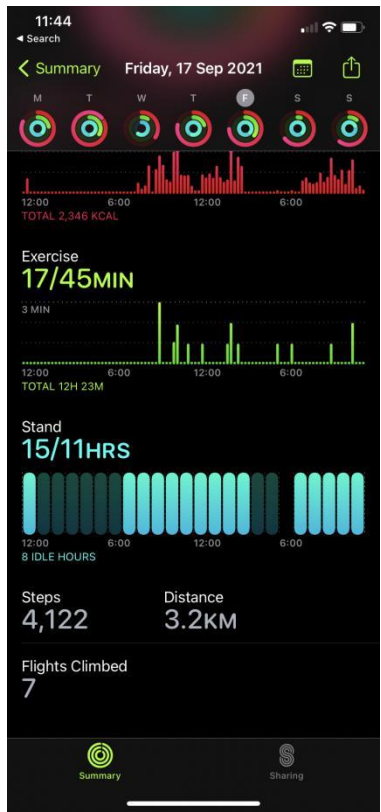 11:44
◀ Search
Summary Friday, 17 Sep 2021
M T W T F S S
12:00 6:00 12:00 6:00
TOTAL 2,346 KCAL
Exercise
17/45MIN
3 MIN
12:00 6:00 12:00 6:00
TOTAL 12H 23M
Stand
15/11HRS
12:00 6:00 12:00 6:00
8 IDLE HOURS
Steps Distance
4,122 3.2KM
Flights Climbed
7
Summary Sharing